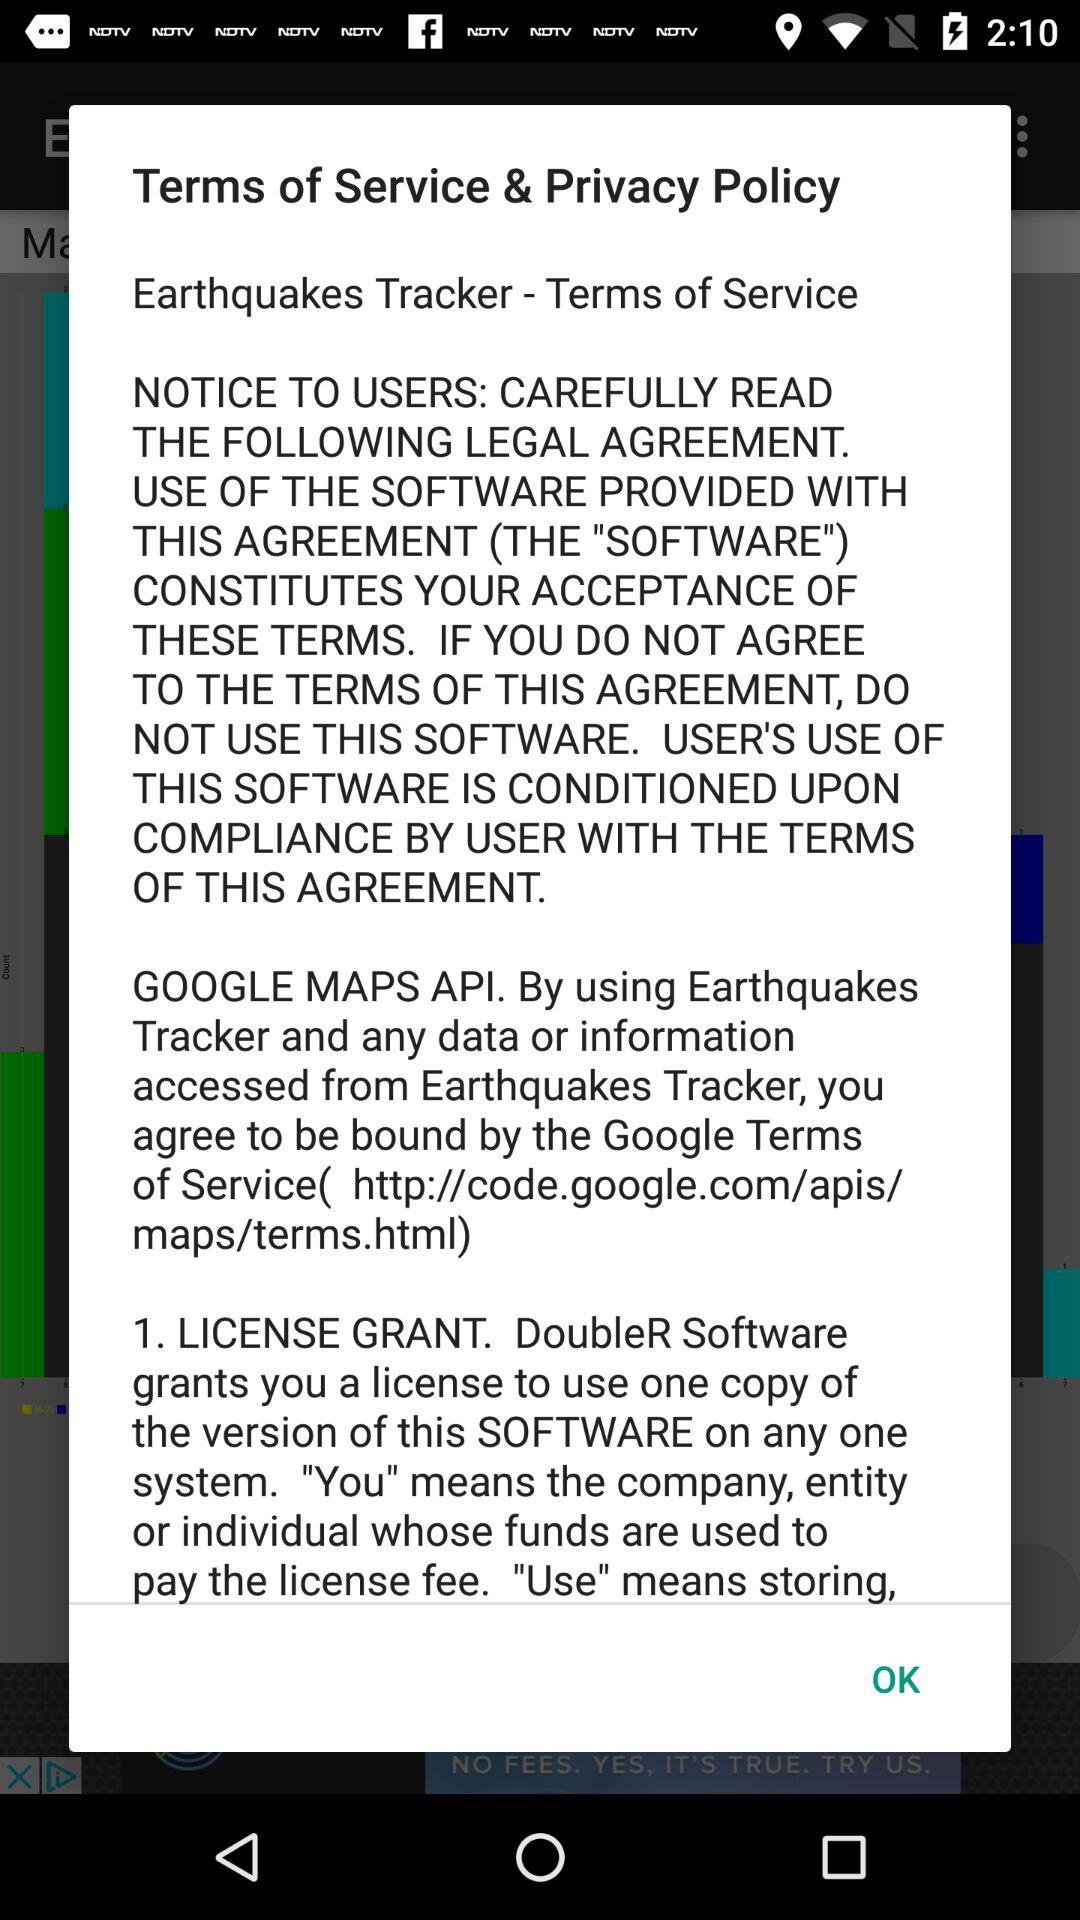 NDTV NDTV NDTV NDTV NDTV NDTV NDTV NDTV NDTV 2:10
E
Ma
Terms of Service & Privacy Policy
Earthquakes Tracker - Terms of Service
NOTICE TO USERS: CAREFULLY READ
THE FOLLOWING LEGAL AGREEMENT.
USE OF THE SOFTWARE PROVIDED WITH
THIS AGREEMENT (THE "SOFTWARE")
CONSTITUTES YOUR ACCEPTANCE OF
THESE TERMS.  IF YOU DO NOT AGREE
TO THE TERMS OF THIS AGREEMENT, DO
NOT USE THIS SOFTWARE.  USER'S USE OF
THIS SOFTWARE IS CONDITIONED UPON
COMPLIANCE BY USER WITH THE TERMS
OF THIS AGREEMENT.
GOOGLE MAPS API. By using Earthquakes
Tracker and any data or information
accessed from Earthquakes Tracker, you
agree to be bound by the Google Terms
of Service(  http://code.google.com/apis/
maps/terms.html)
1. LICENSE GRANT.  DoubleR Software
grants you a license to use one copy of
the version of this SOFTWARE on any one
system.  "You" means the company, entity
or individual whose funds are used to
pay the license fee.  "Use" means storing,
OK
Count
NO FEES. YES, IT'S TRUE. TRY US.